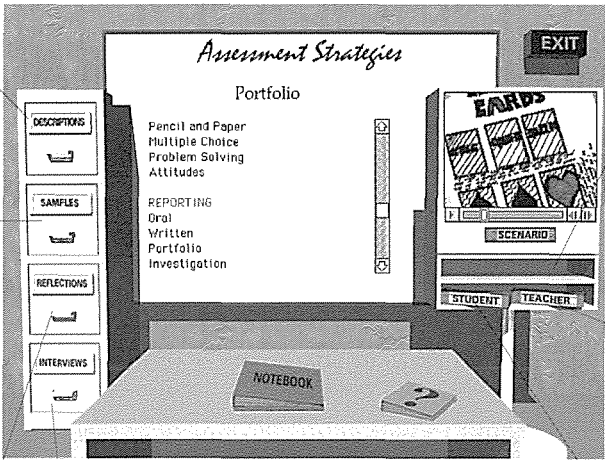 Assessment Strategies
EXIT
Portfolio
DESCRIPTIONS
SAMPLES
REFLECTIONS
INTERVIEWS
Pencil and Paper
Multiple Choice
Problem Solving
Attitudes
REPORTING
Oral
Written
Portfolio
Investigation
SCENARIO
STUDENT
TEACHER
NOTEBOOK
?